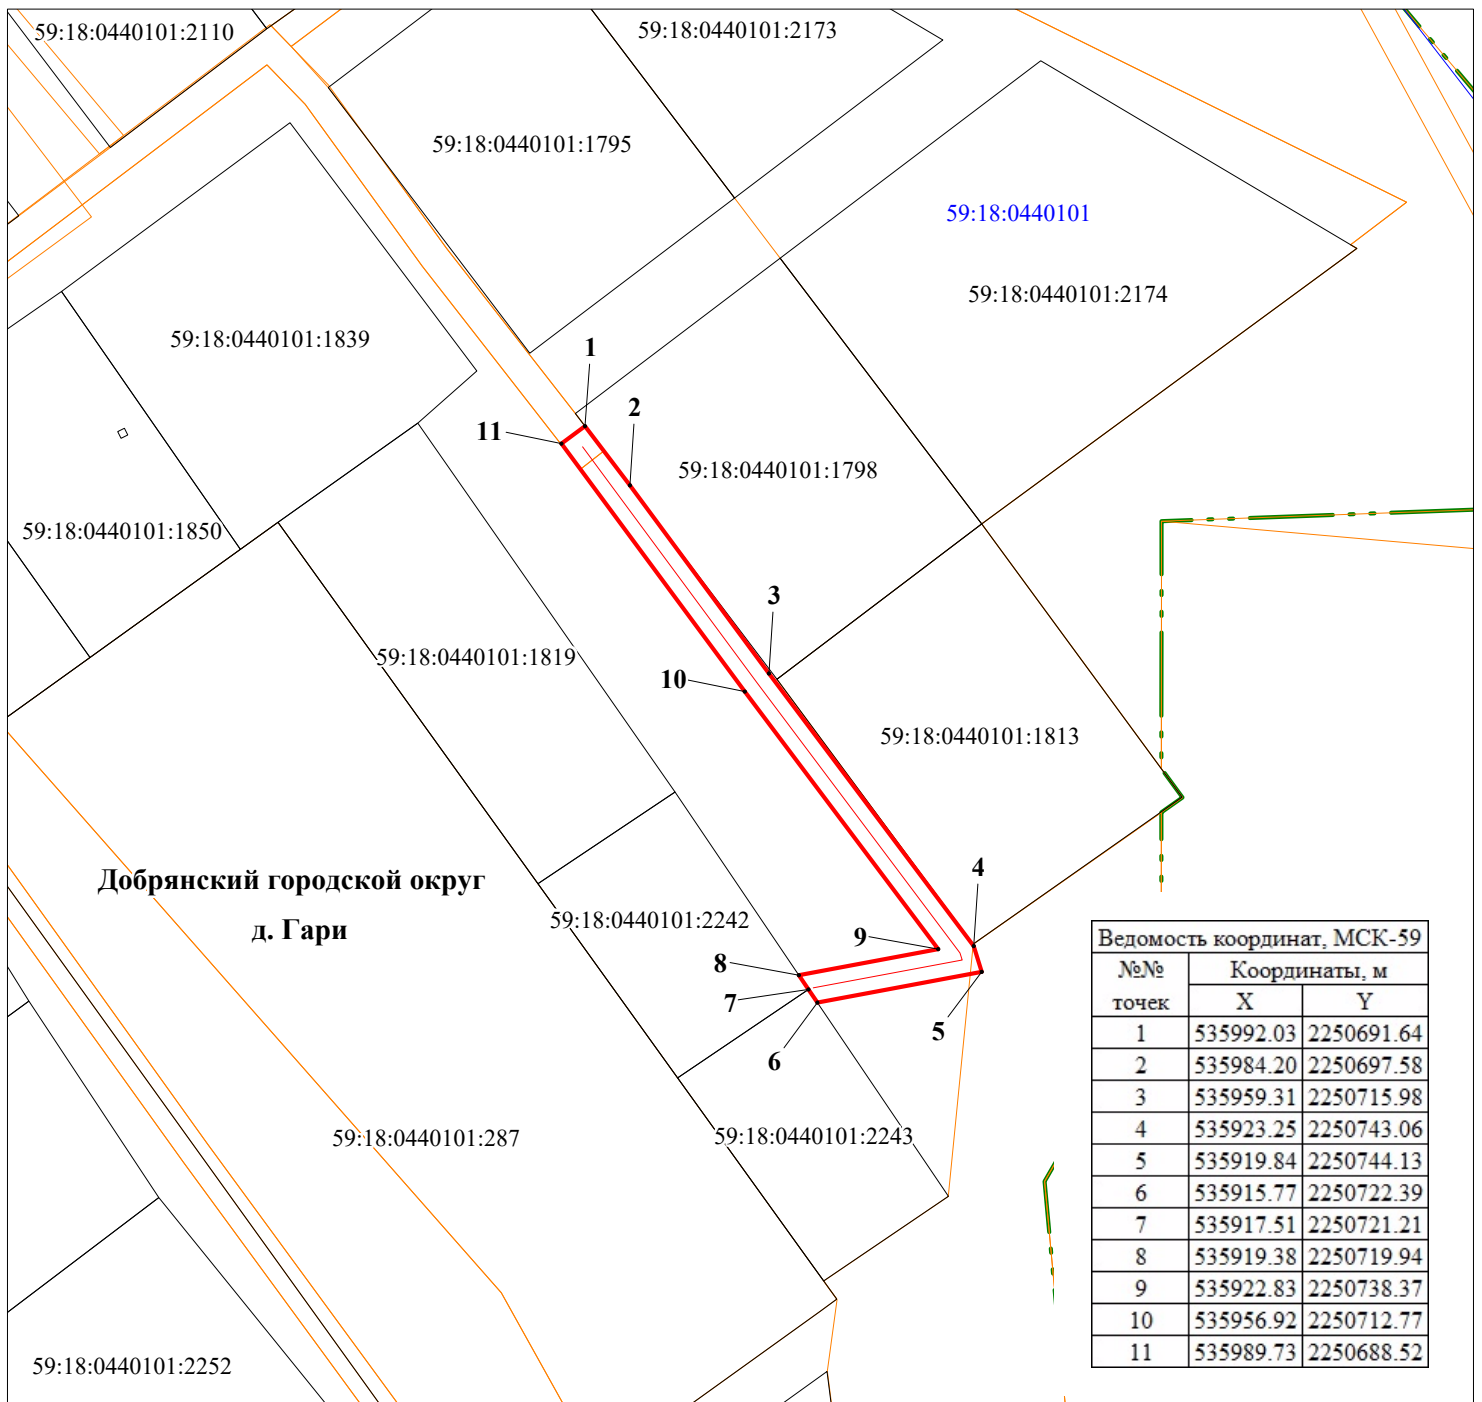 59:18:0440101:2110
59:18:0440101:2173
59:18:0440101:1795
59:18:0440101
59:18:0440101:2174
59:18:0440101:1839
1
2
11
59:18:0440101:1798
59:18:0440101:1850
3
59:18:0440101:1819
10
59:18:0440101:1813
4
Добрянский городской округ
д. Гари
59:18:0440101:2242
9
8
7
5
6
59:18:0440101:287
59:18:0440101:2243
59:18:0440101:2252
Ведомость координат, МСК-59
№№ точек Координаты, м
X Y
1 535992.03 2250691.64
2 535984.20 2250697.58
3 535959.31 2250715.98
4 535923.25 2250743.06
5 535919.84 2250744.13
6 535915.77 2250722.39
7 535917.51 2250721.21
8 535919.38 2250719.94
9 535922.83 2250738.37
10 535956.92 2250712.77
11 535989.73 2250688.52